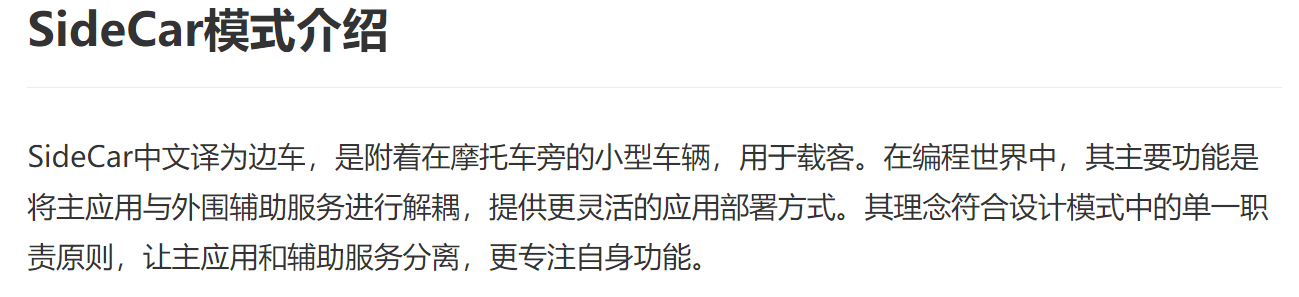 SideCar模式介绍
SideCar中文译为边车，是附着在摩托车旁的小型车辆，用于载客。在编程世界中，其主要功能是
将主应用与外围辅助服务进行解耦，提供更灵活的应用部署方式。其理念符合设计模式中的单一职
责原则，让主应用和辅助服务分离，更专注自身功能。